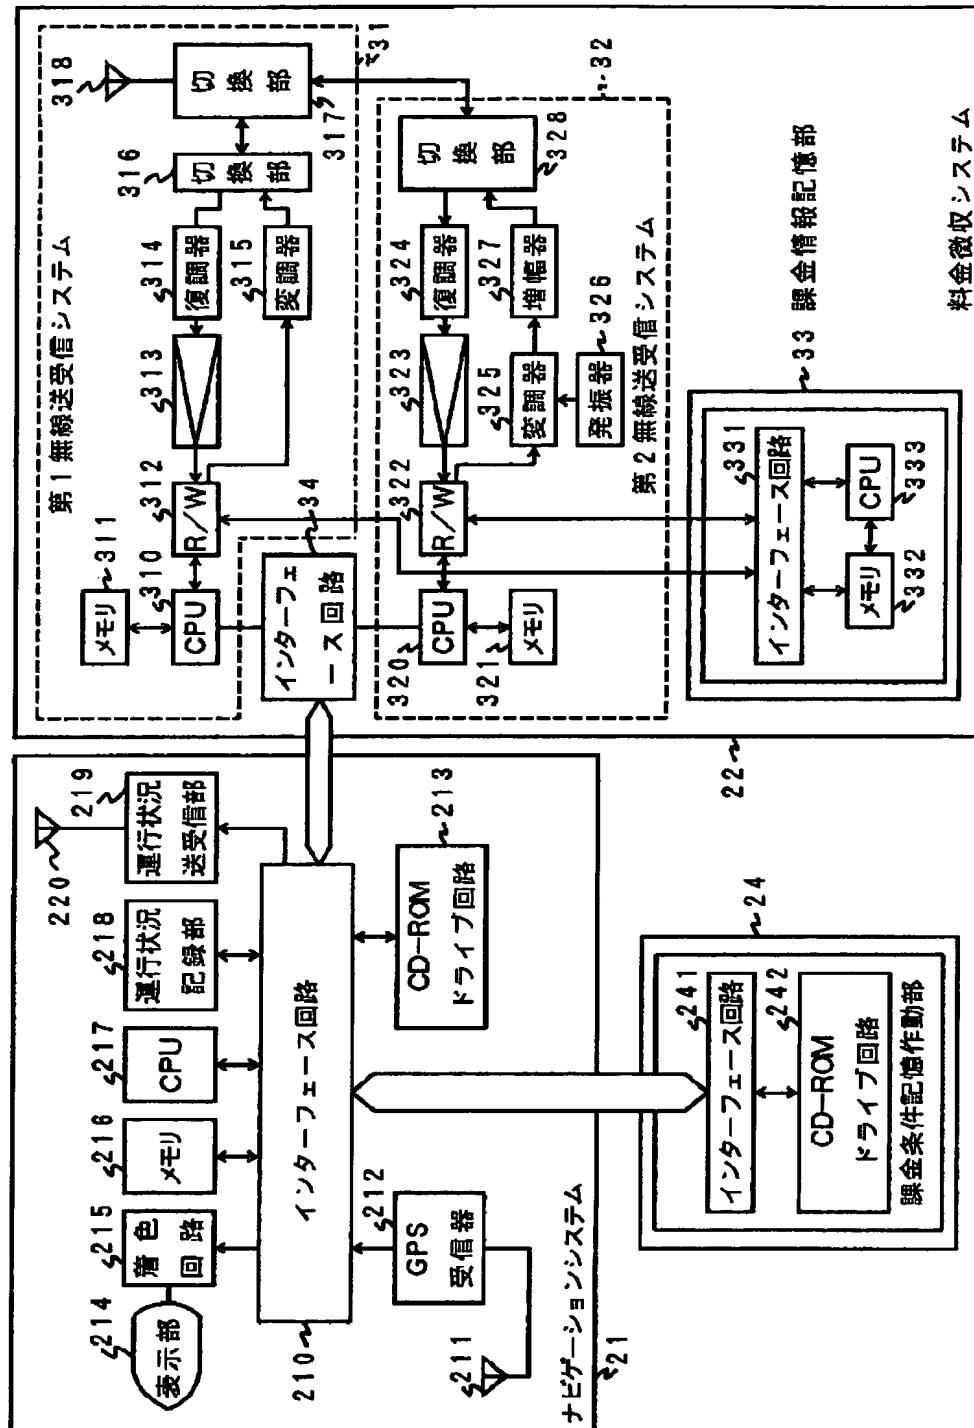 ナビゲーションシステム
21
214
表示部
215
着色
回路
216
メモリ
217
CPU
218
運行状況
記録部
219
運行状況
送受信部
220
210
インターフェース回路
211
212
GPS
受信器
213
CD-ROM
ドライブ回路
24
241
インターフェース回路
242
CD-ROM
ドライブ回路
課金条件記憶作動部
22
料金徴収システム
第1無線送受信システム
31
311
メモリ
310
CPU
312
R/W
313
314
復調器
315
変調器
316
切換部
317
切換部
318
34
インターフェ
ース回路
第2無線送受信システム
32
320
CPU
321
メモリ
322
R/W
323
324
復調器
325
変調器
326
発振器
327
増幅器
328
切換部
33 課金情報記憶部
331
インターフェース回路
332
メモリ
333
CPU